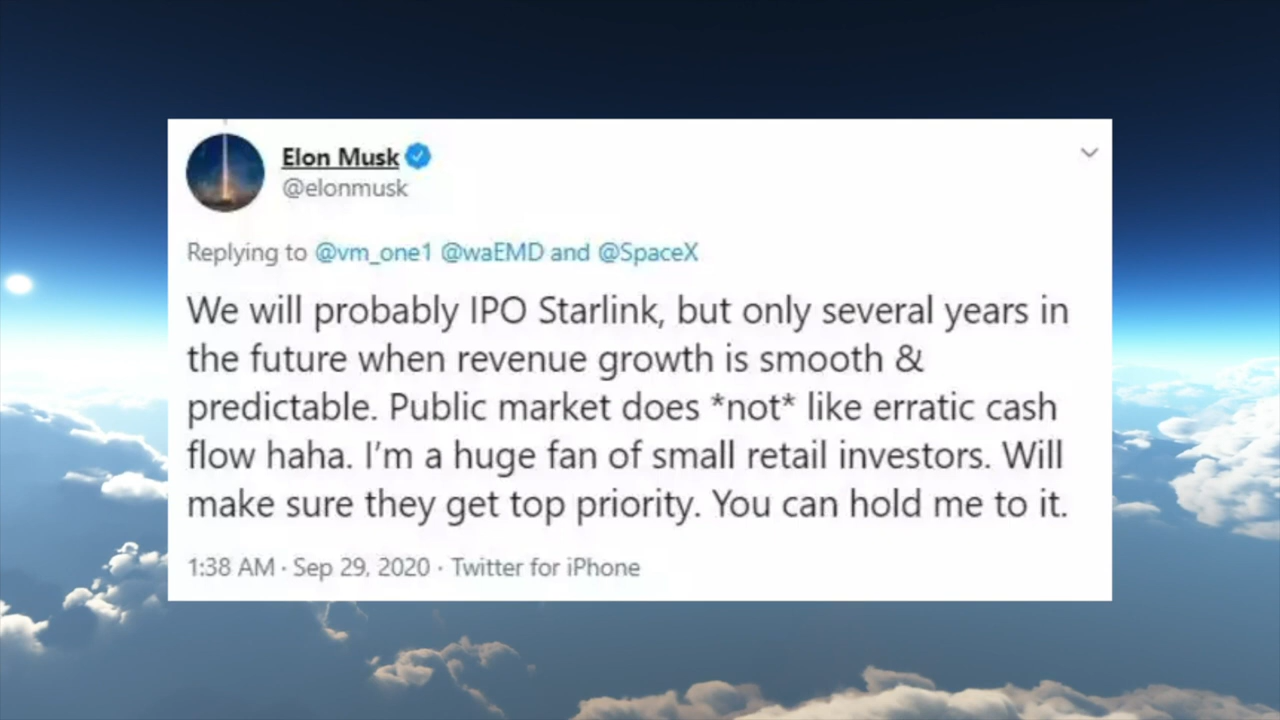 Elon Musk
@elonmusk
Replying to @vm_one1 @waEMD and @SpaceX
We will probably IPO Starlink, but only several years in
the future when revenue growth is smooth &
predictable. Public market does *not* like erratic cash
flow haha. I’m a huge fan of small retail investors. Will
make sure they get top priority. You can hold me to it.
1:38 AM · Sep 29, 2020 · Twitter for iPhone